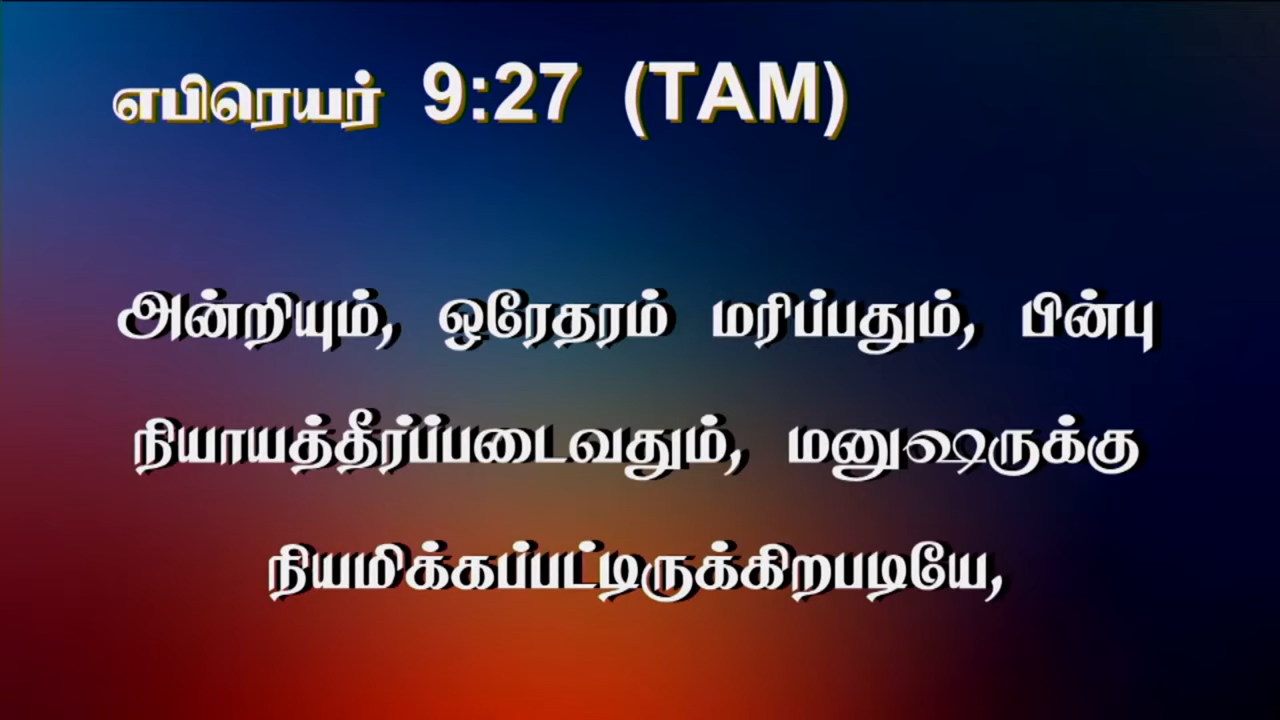 எபிரெயர் 9:27 (TAM)
அன்றியும், ஒரேதரம் மரிப்பதும், பின்பு
நியாயத்தீர்ப்படைவதும், மனுஷருக்கு
நியமிக்கப்பட்டிருக்கிறபடியே,